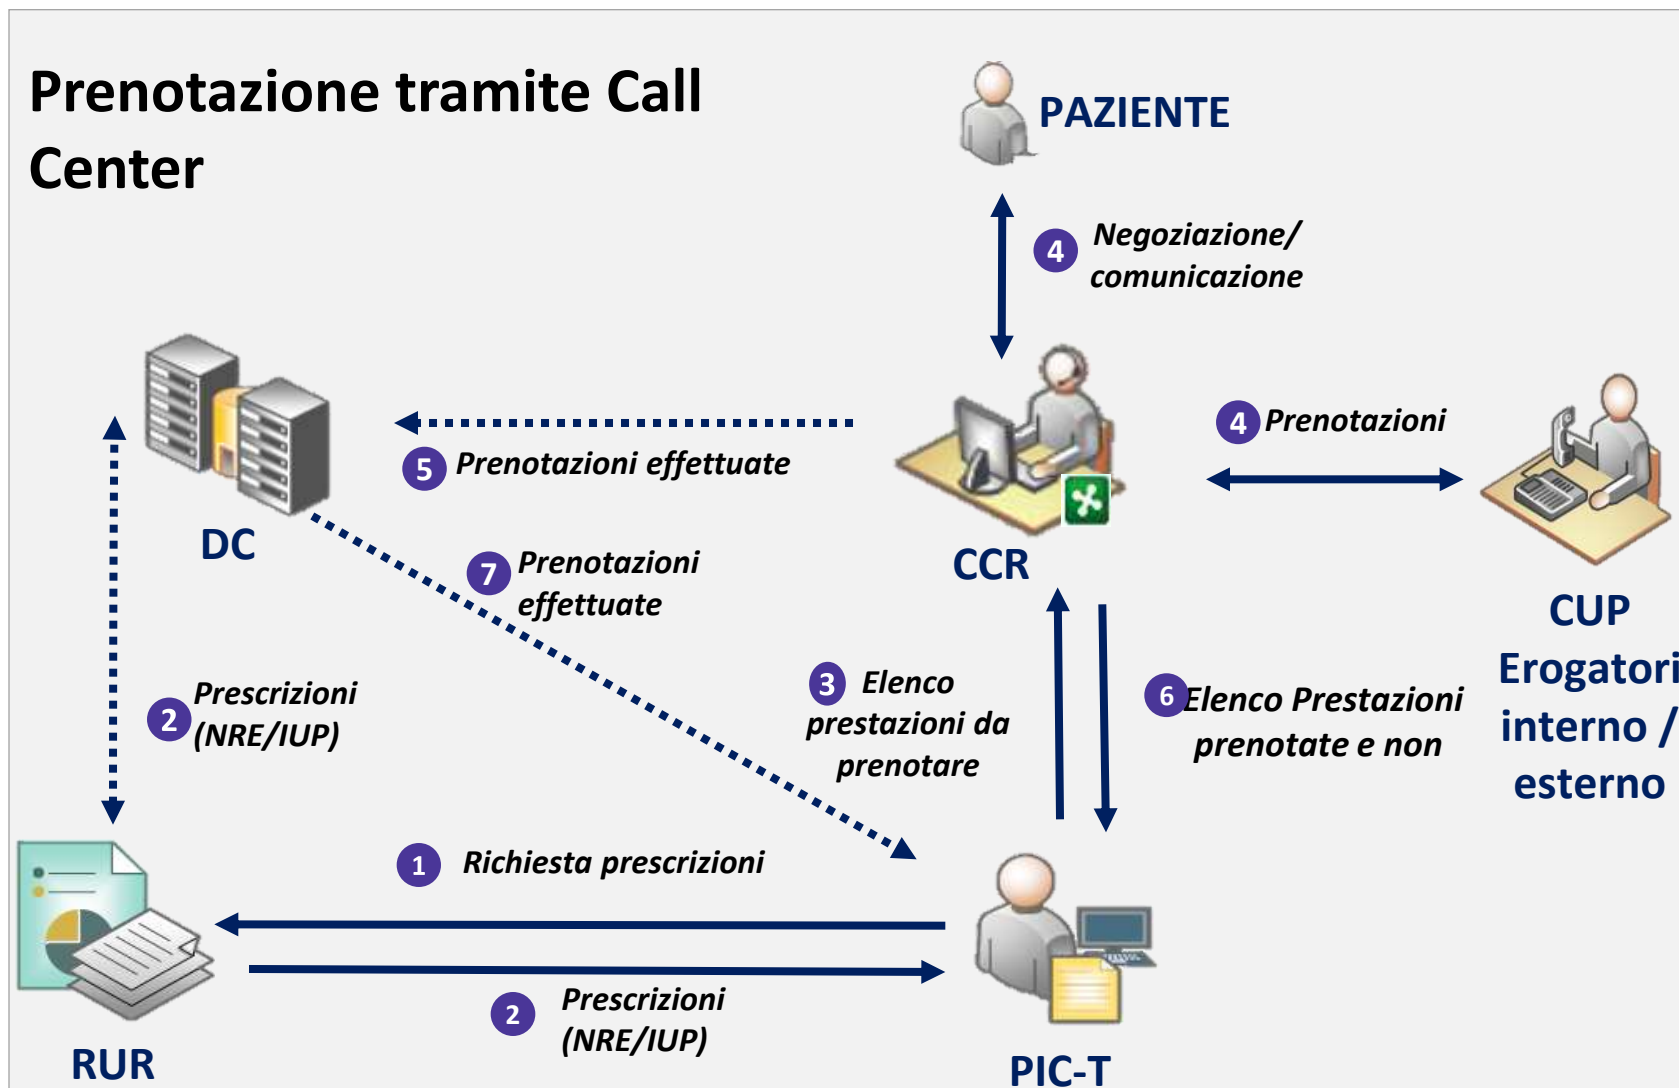 Prenotazione tramite Call
Center
PAZIENTE
4
Negoziazione/
comunicazione
4
Prenotazioni
5
Prenotazioni effettuate
DC
CCR
7
Prenotazioni
effettuate
CUP
Erogatori
interno /
esterno
2
Prescrizioni
(NRE/IUP)
3
Elenco
prestazioni da
prenotare
6
Elenco Prestazioni
prenotate e non
1
Richiesta prescrizioni
2
Prescrizioni
(NRE/IUP)
RUR
PIC-T